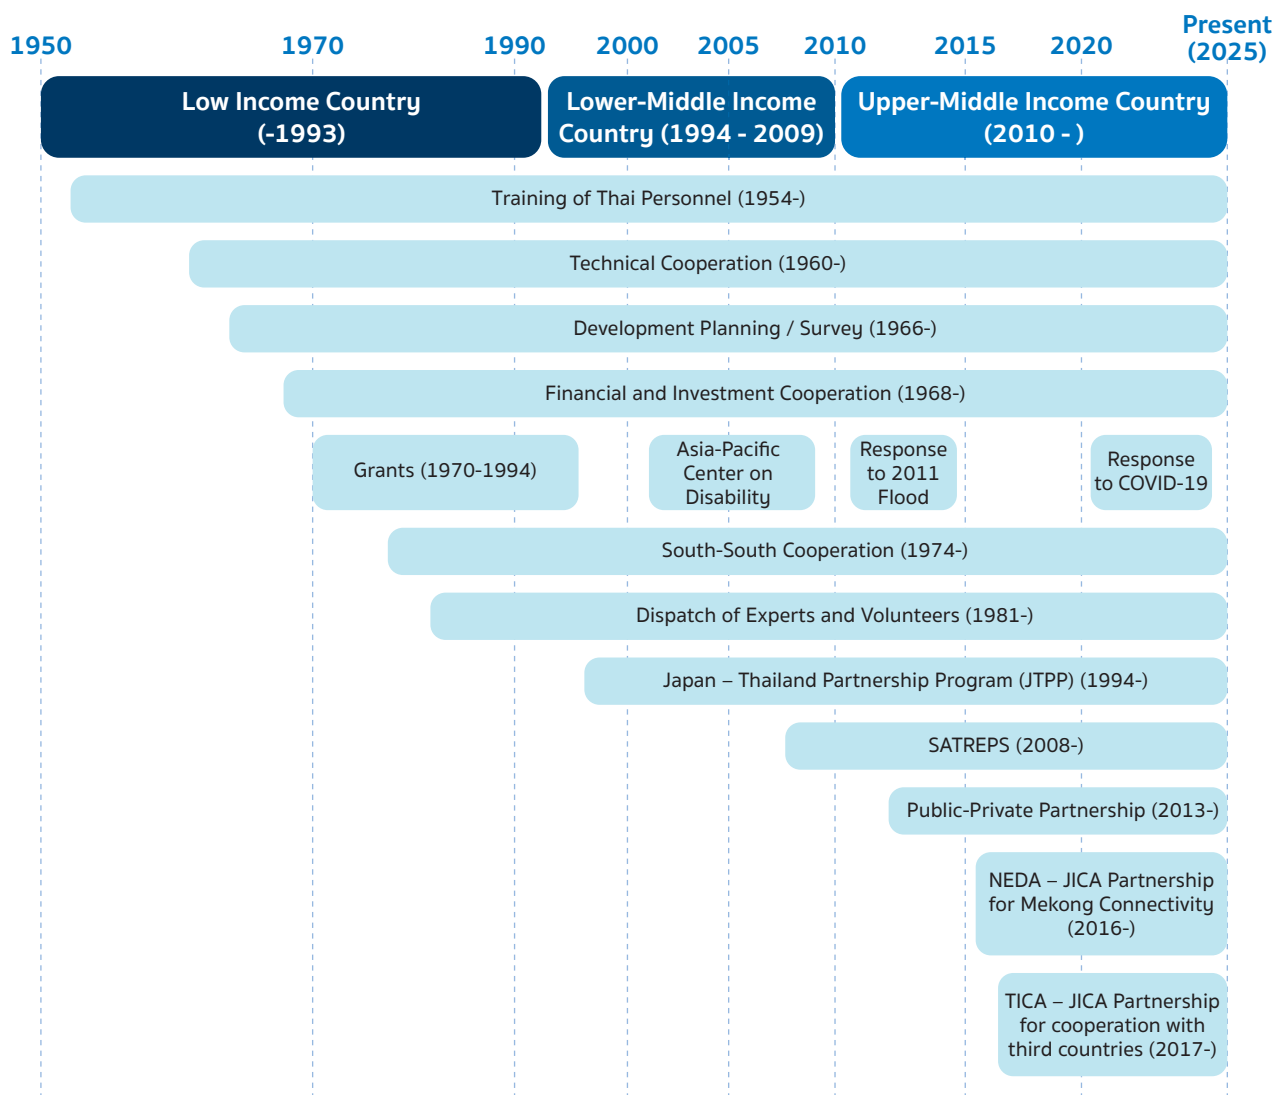 1950
1970
1990
2000
2005
2010
2015
2020
Present
(2025)
Low Income Country
(-1993)
Lower-Middle Income
Country (1994 - 2009)
Upper-Middle Income Country
(2010 - )
Training of Thai Personnel (1954-)
Technical Cooperation (1960-)
Development Planning / Survey (1966-)
Financial and Investment Cooperation (1968-)
Grants (1970-1994)
Asia-Pacific
Center on
Disability
Response
to 2011
Flood
Response
to COVID-19
South-South Cooperation (1974-)
Dispatch of Experts and Volunteers (1981-)
Japan – Thailand Partnership Program (JTPP) (1994-)
SATREPS (2008-)
Public-Private Partnership (2013-)
NEDA – JICA Partnership
for Mekong Connectivity
(2016-)
TICA – JICA Partnership
for cooperation with
third countries (2017-)